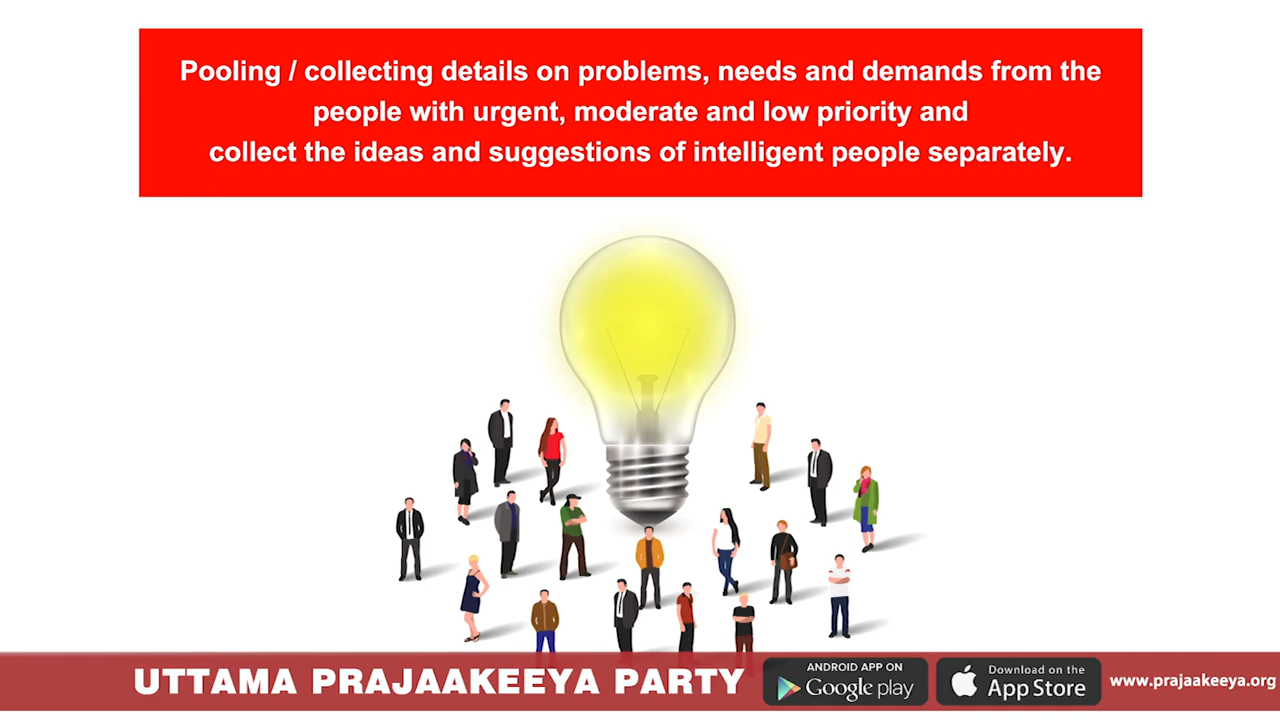 Pooling / collecting details on problems, needs and demands from the
people with urgent, moderate and low priority and
collect the ideas and suggestions of intelligent people separately.
UTTAMA PRAJAAKEEYA PARTY
ANDROID APP ON
Google play
Download on the
App Store
www.prajaakeeya.org